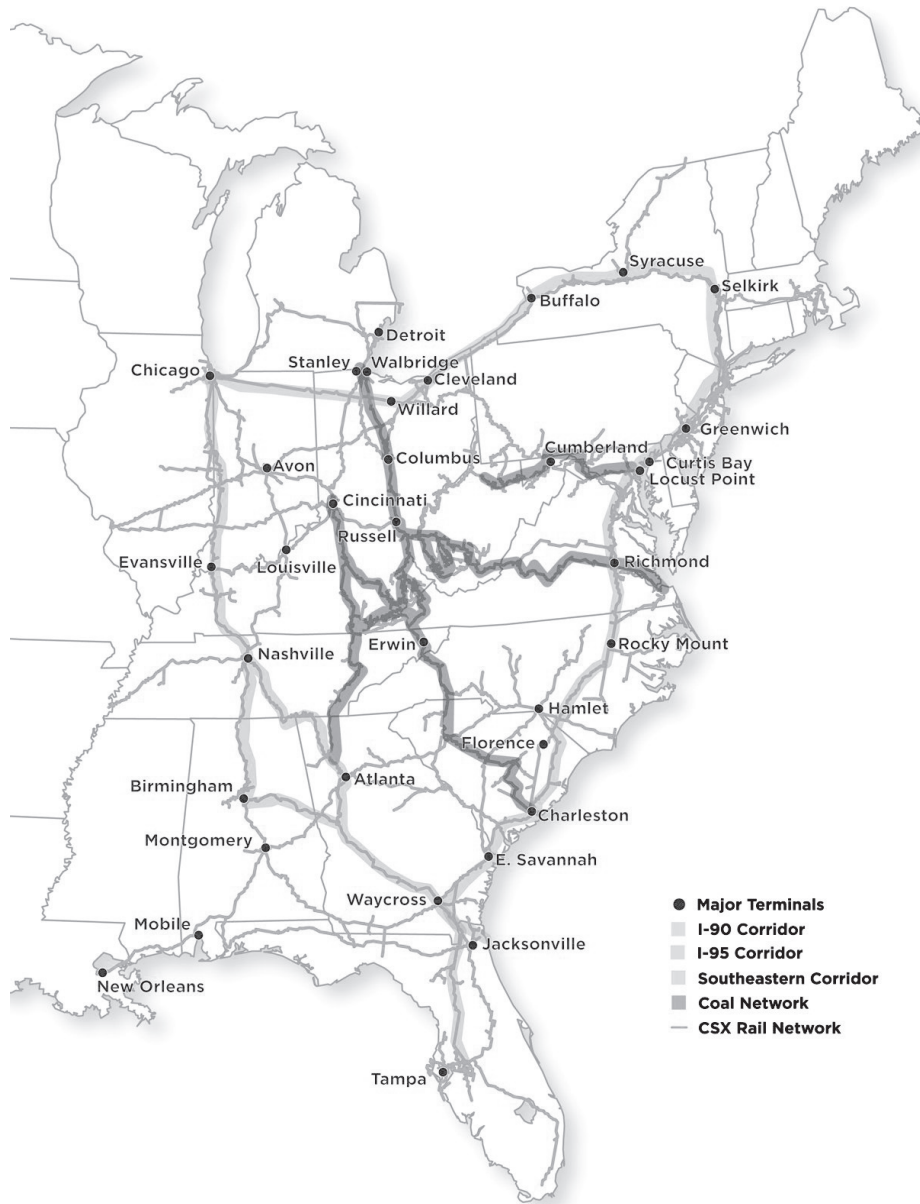 Syracuse
Selkirk
Buffalo
Detroit
Stanley
Walbridge
Chicago
Cleveland
Willard
Greenwich
Cumberland
Columbus
Avon
Curtis Bay
Locust Point
Cincinnati
Russell
Evansville
Louisville
Richmond
Erwin
Rocky Mount
Nashville
Hamlet
Florence
Atlanta
Birmingham
Charleston
Montgomery
E. Savannah
Waycross
Mobile
Jacksonville
New Orleans
Tampa
Major Terminals
I-90 Corridor
I-95 Corridor
Southeastern Corridor
Coal Network
CSX Rail Network